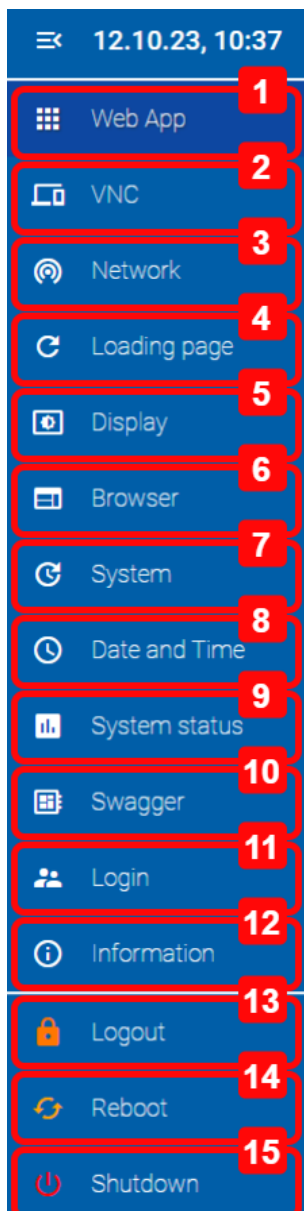 12.10.23, 10:37
1
Web App
2
VNC
3
Network
4
Loading page
5
Display
6
Browser
7
System
8
Date and Time
9
System status
10
Swagger
11
Login
12
Information
13
Logout
14
Reboot
15
Shutdown